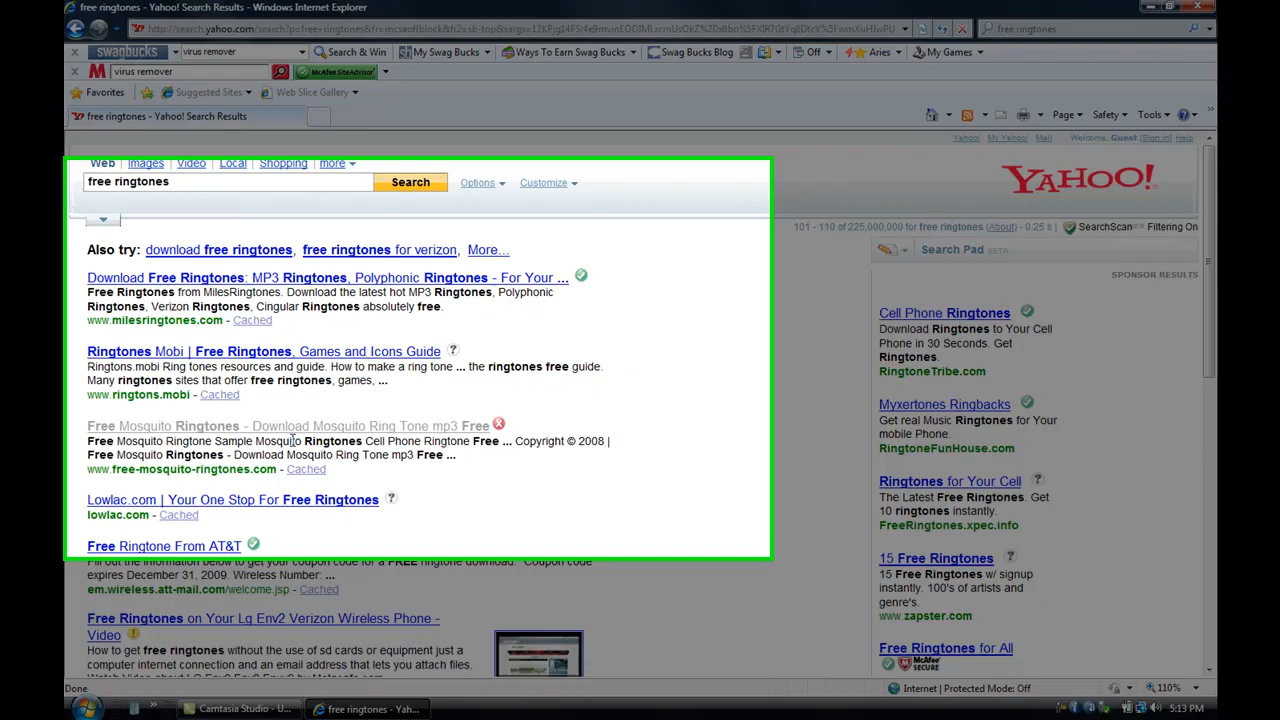 free ringtones - Yahoo! Search Results - Windows Internet Explorer
free ringtones
swagbucks virus remover Search & Win My Swag Bucks Ways To Earn Swag Bucks Swag Bucks Blog Off Aries My Games
virus remover McAfee SiteAdvisor
Favorites Suggested Sites Web Slice Gallery
free ringtones - Yahoo! Search Results Page Safety Tools
Yahoo! My Yahoo! Mail Welcome, Guest [Sign In] Help
Web Images Video Local Shopping more
free ringtones Search Options Customize
YAHOO!
101 - 110 of 225,000,000 for free ringtones (About) - 0.25 s SearchScan Filtering On
Also try: download free ringtones, free ringtones for verizon, More...
Download Free Ringtones: MP3 Ringtones, Polyphonic Ringtones - For Your ...
Free Ringtones from MilesRingtones. Download the latest hot MP3 Ringtones, Polyphonic
Ringtones, Verizon Ringtones, Cingular Ringtones absolutely free.
www.milesringtones.com - Cached
Ringtones Mobi | Free Ringtones, Games and Icons Guide
Ringtons.mobi Ring tones resources and guide. How to make a ring tone ... the ringtones free guide.
Many ringtones sites that offer free ringtones, games, ...
www.ringtons.mobi - Cached
Free Mosquito Ringtones - Download Mosquito Ring Tone mp3 Free
Free Mosquito Ringtone Sample Mosquito Ringtones Cell Phone Ringtone Free ... Copyright © 2008 |
Free Mosquito Ringtones - Download Mosquito Ring Tone mp3 Free ...
www.free-mosquito-ringtones.com - Cached
Lowlac.com | Your One Stop For Free Ringtones
lowlac.com - Cached
Free Ringtone From AT&T
Fill out the information below to get your coupon code for a FREE ringtone download. Coupon code
expires December 31, 2009. Wireless Number: ...
em.wireless.att-mail.com/welcome.jsp - Cached
Free Ringtones on Your Lg Env2 Verizon Wireless Phone -
Video
How to get free ringtones without the use of sd cards or equipment just a
computer internet connection and an email address that lets you attach files.
Search Pad BETA
SPONSOR RESULTS
Cell Phone Ringtones
Download Ringtones to Your Cell
Phone in 30 Seconds. Get
Ringtones.
RingtoneTribe.com
Myxertones Ringbacks
Get real Music Ringtones for Your
mobile Phone.
RingtoneFunHouse.com
Ringtones for Your Cell
The Latest Free Ringtones. Get
10 ringtones instantly.
FreeRingtones.xpec.info
15 Free Ringtones
15 Free Ringtones w/ signup
instantly. 100's of artists and
genre's.
www.zapster.com
Free Ringtones for All
McAfee SECURE
Done Internet | Protected Mode: Off 110%
Camtasia Studio - U... free ringtones - Yah... 5:13 PM